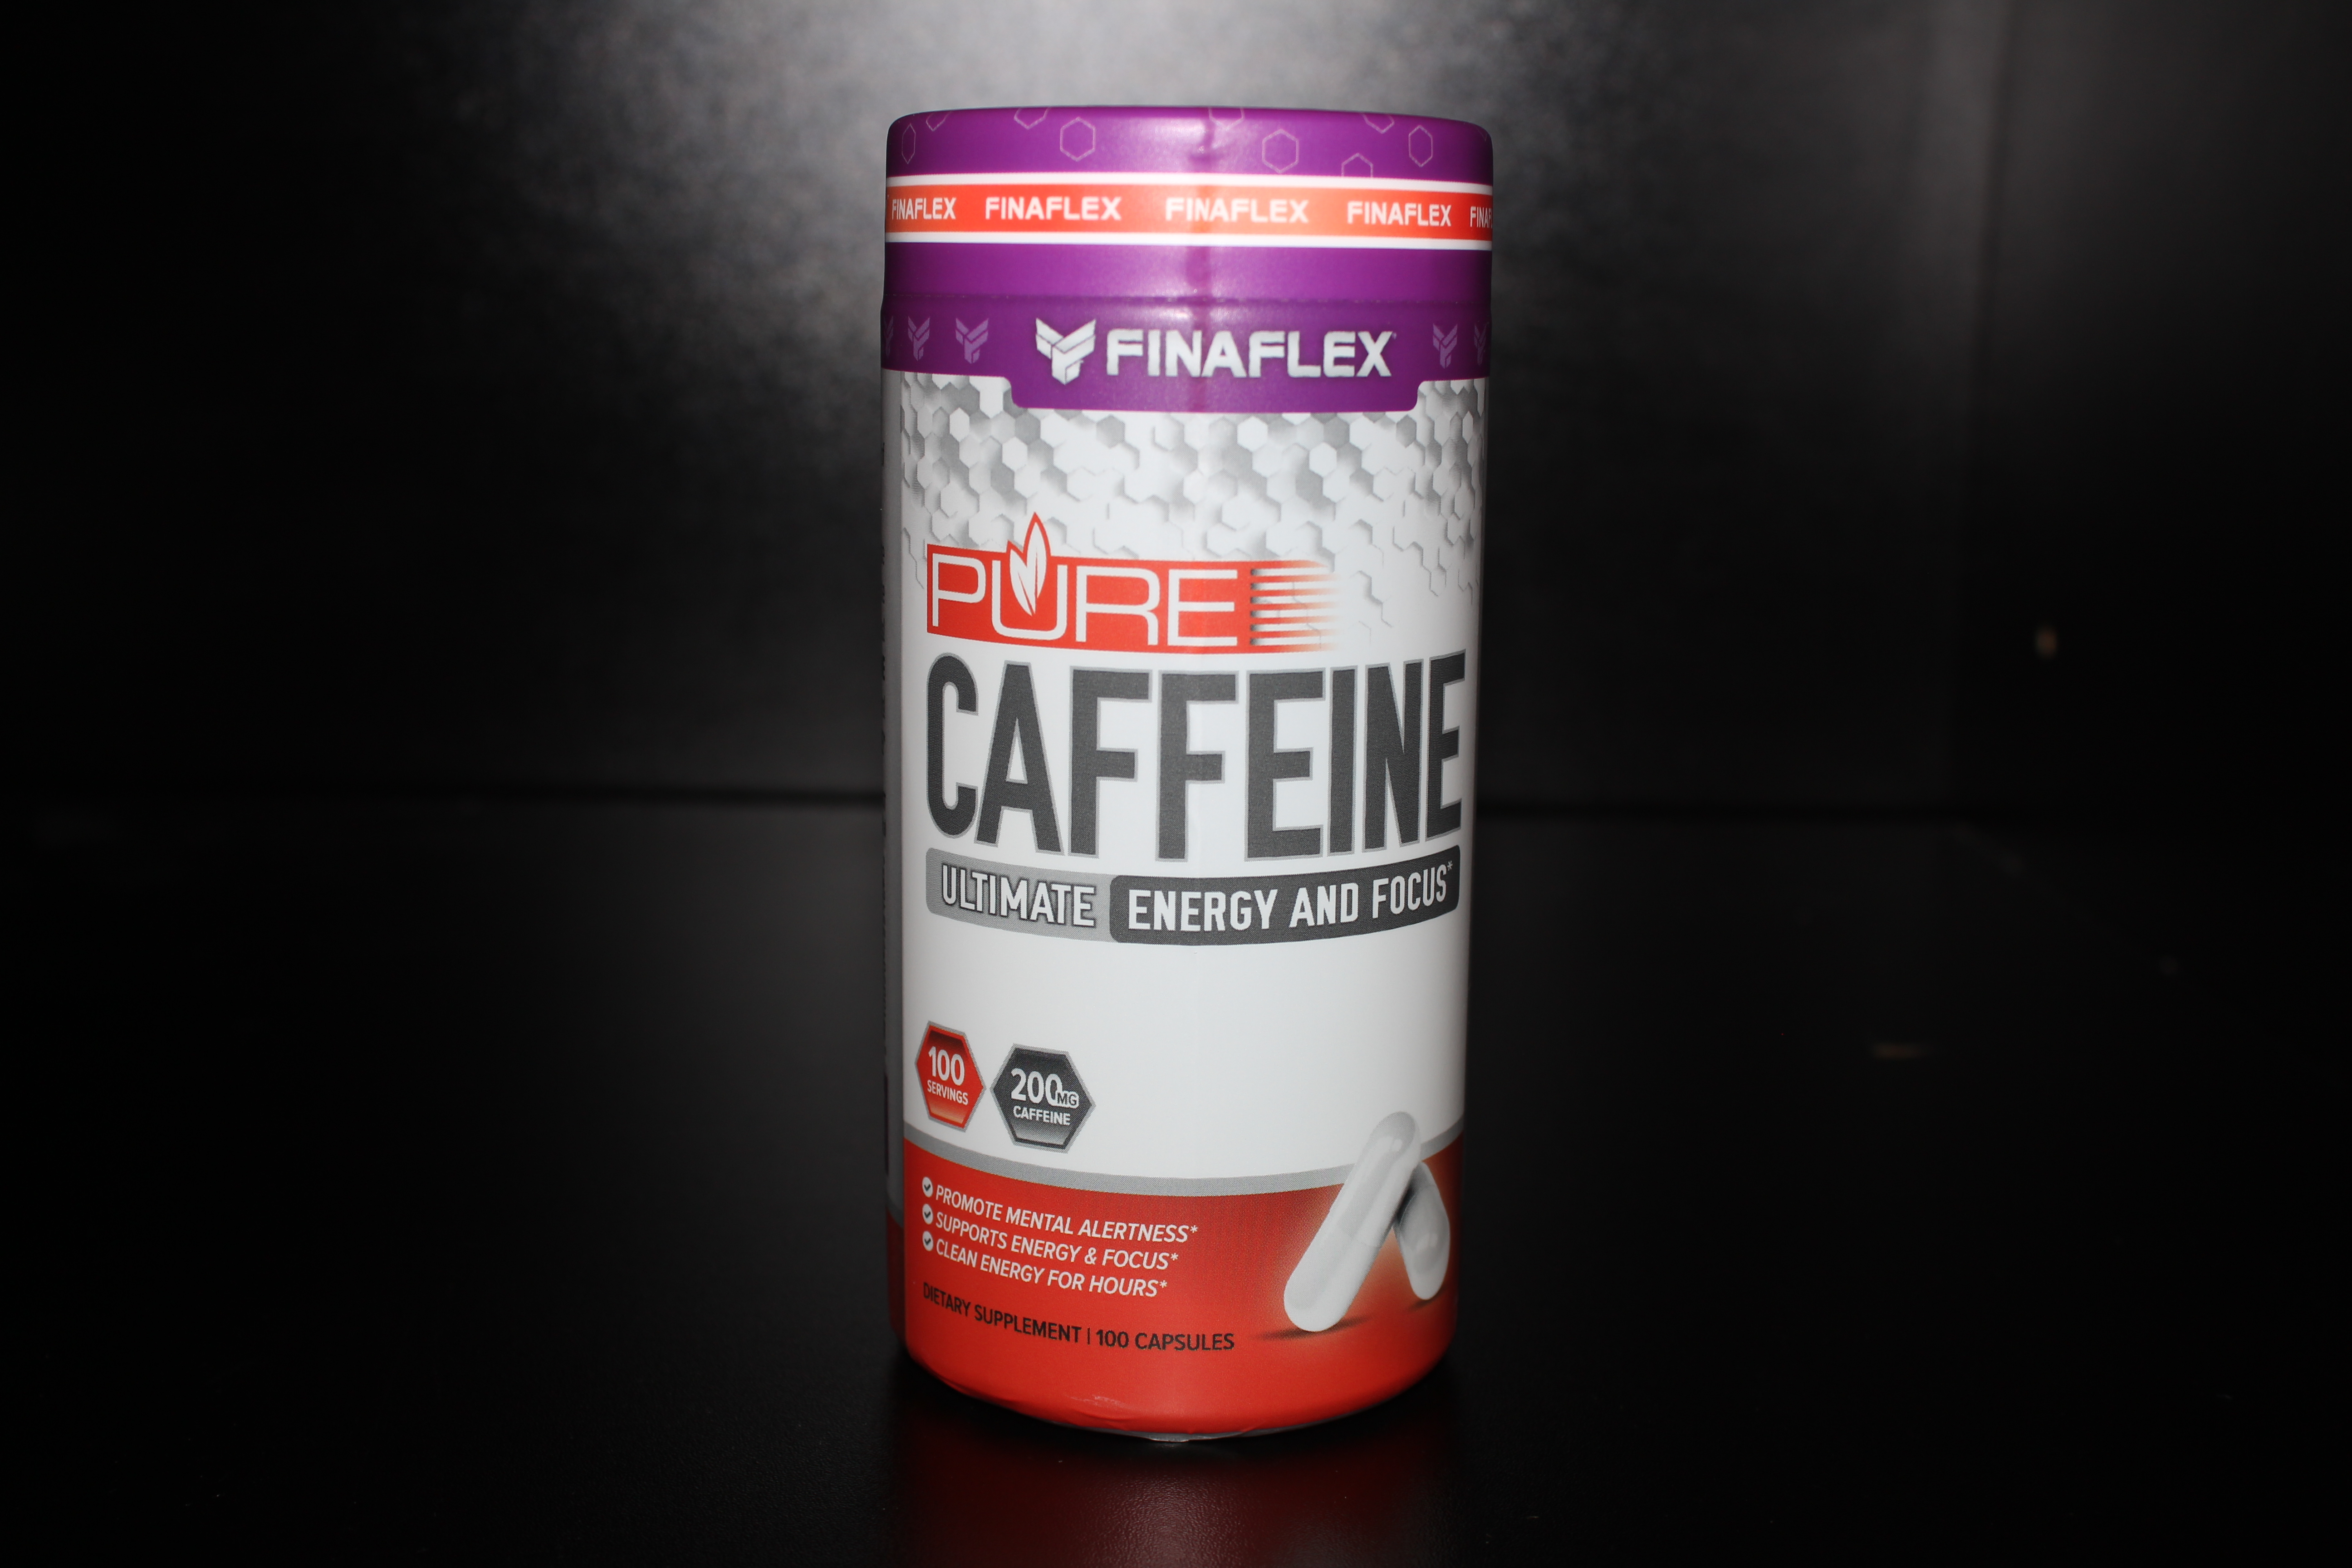 FINAFLEX FINAFLEX FINAFLEX FINAFLEX
FINAFLEX
PURE
CAFFEINE
ULTIMATE ENERGY AND FOCUS*
100
SERVINGS
200MG
CAFFEINE
PROMOTE MENTAL ALERTNESS*
SUPPORTS ENERGY & FOCUS*
CLEAN ENERGY FOR HOURS*
DIETARY SUPPLEMENT | 100 CAPSULES